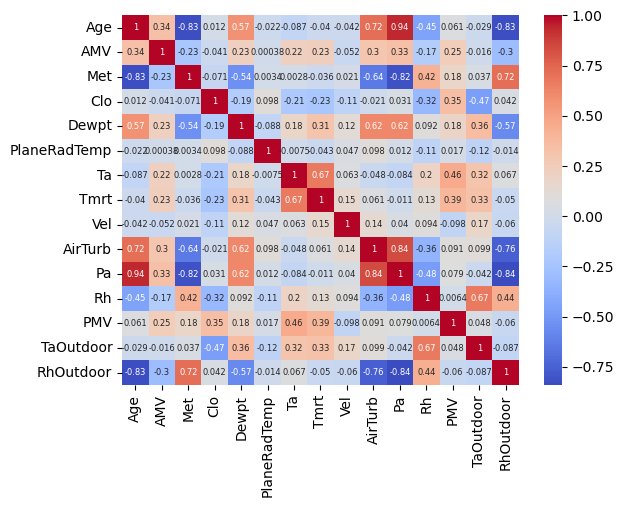 Age 1 0.34 -0.83 0.012 0.57 -0.022 -0.087 -0.04 -0.042 0.72 0.94 -0.45 0.061 -0.029 -0.83
AMV 0.34 1 -0.23 -0.041 0.23 0.00038 0.22 0.23 -0.052 0.3 0.33 -0.17 0.25 -0.016 -0.3
Met -0.83 -0.23 1 -0.071 -0.54 0.0034 0.0028 -0.036 0.021 -0.64 -0.82 0.42 0.18 0.037 0.72
Clo 0.012 -0.041 -0.071 1 -0.19 0.098 -0.21 -0.23 -0.11 -0.021 0.031 -0.32 0.35 -0.47 0.042
Dewpt 0.57 0.23 -0.54 -0.19 1 -0.088 0.18 0.31 0.12 0.62 0.62 0.092 0.18 0.36 -0.57
PlaneRadTemp -0.022 0.00038 0.0034 0.098 -0.088 1 -0.0075 -0.043 0.047 0.098 0.012 -0.11 0.017 -0.12 -0.014
Ta -0.087 0.22 0.0028 -0.21 0.18 -0.0075 1 0.67 0.063 -0.048 -0.084 0.2 0.46 0.32 0.067
Tmrt -0.04 0.23 -0.036 -0.23 0.31 -0.043 0.67 1 0.15 0.061 -0.011 0.13 0.39 0.33 -0.05
Vel -0.042 -0.052 0.021 -0.11 0.12 0.047 0.063 0.15 1 0.14 0.04 0.094 -0.098 0.17 -0.06
AirTurb 0.72 0.3 -0.64 -0.021 0.62 0.098 -0.048 0.061 0.14 1 0.84 -0.36 0.091 0.099 -0.76
Pa 0.94 0.33 -0.82 0.031 0.62 0.012 -0.084 -0.011 0.04 0.84 1 -0.48 0.079 -0.042 -0.84
Rh -0.45 -0.17 0.42 -0.32 0.092 -0.11 0.2 0.13 0.094 -0.36 -0.48 1 0.0064 0.67 0.44
PMV 0.061 0.25 0.18 0.35 0.18 0.017 0.46 0.39 -0.098 0.091 0.079 0.0064 1 0.048 -0.06
TaOutdoor -0.029 -0.016 0.037 -0.47 0.36 -0.12 0.32 0.33 0.17 0.099 -0.042 0.67 0.048 1 -0.087
RhOutdoor -0.83 -0.3 0.72 0.042 -0.57 -0.014 0.067 -0.05 -0.06 -0.76 -0.84 0.44 -0.06 -0.087 1
Age AMV Met Clo Dewpt PlaneRadTemp Ta Tmrt Vel AirTurb Pa Rh PMV TaOutdoor RhOutdoor
1.00
0.75
0.50
0.25
0.00
−0.25
−0.50
−0.75